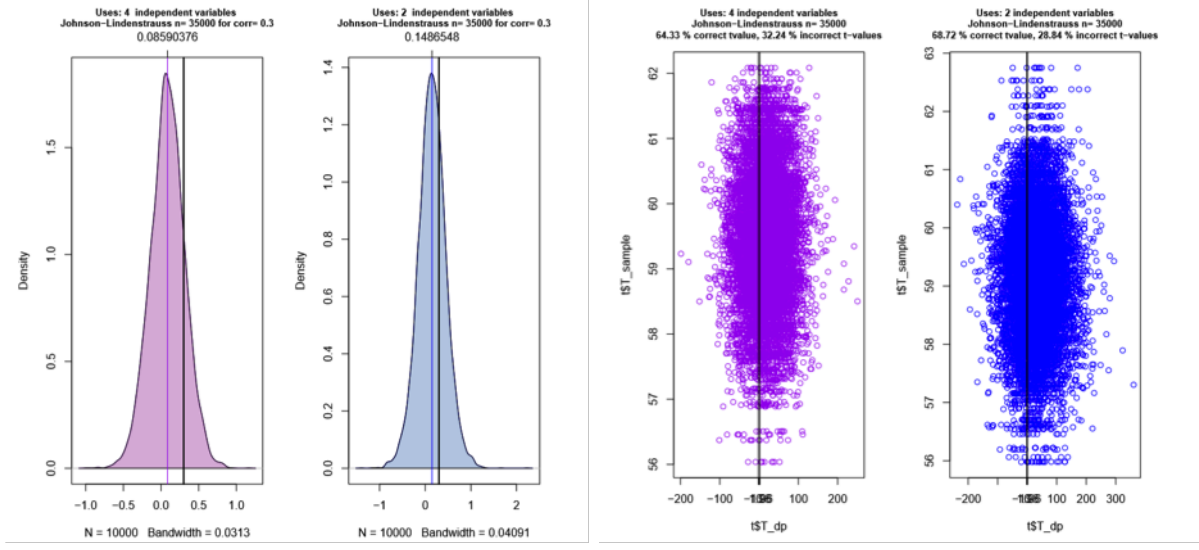 Uses: 4 independent variables
Johnson−Lindenstrauss n= 35000 for corr= 0.3
0.08590376
Density
0.0
0.5
1.0
1.5
−1.0
−0.5
0.0
0.5
1.0
N = 10000 Bandwidth = 0.0313
Uses: 2 independent variables
Johnson−Lindenstrauss n= 35000 for corr= 0.3
0.1486548
Density
0.0
0.2
0.4
0.6
0.8
1.0
1.2
1.4
−1
0
1
2
N = 10000 Bandwidth = 0.04091
Uses: 4 independent variables
Johnson−Lindenstrauss n= 35000
64.33 % correct tvalue, 32.24 % incorrect t−values
t$T_sample
56
57
58
59
60
61
62
−200
−100
100
200
t$T_dp
Uses: 2 independent variables
Johnson−Lindenstrauss n= 35000
68.72 % correct tvalue, 28.84 % incorrect t−values
t$T_sample
56
57
58
59
60
61
62
63
−200
100
200
300
t$T_dp